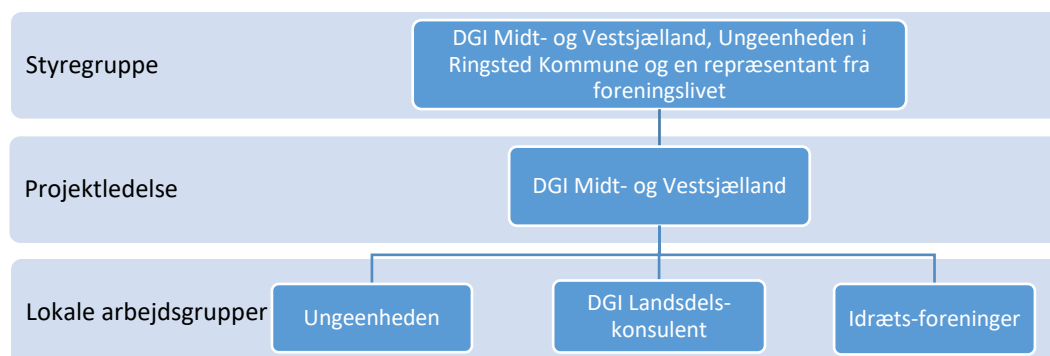 Styregruppe
DGI Midt- og Vestsjælland, Ungeenheden i
Ringsted Kommune og en repræsentant fra
foreningslivet
Projektledelse
DGI Midt- og Vestsjælland
Lokale arbejdsgrupper
Ungeenheden
DGI Landsdels-
konsulent
Idræts-foreninger